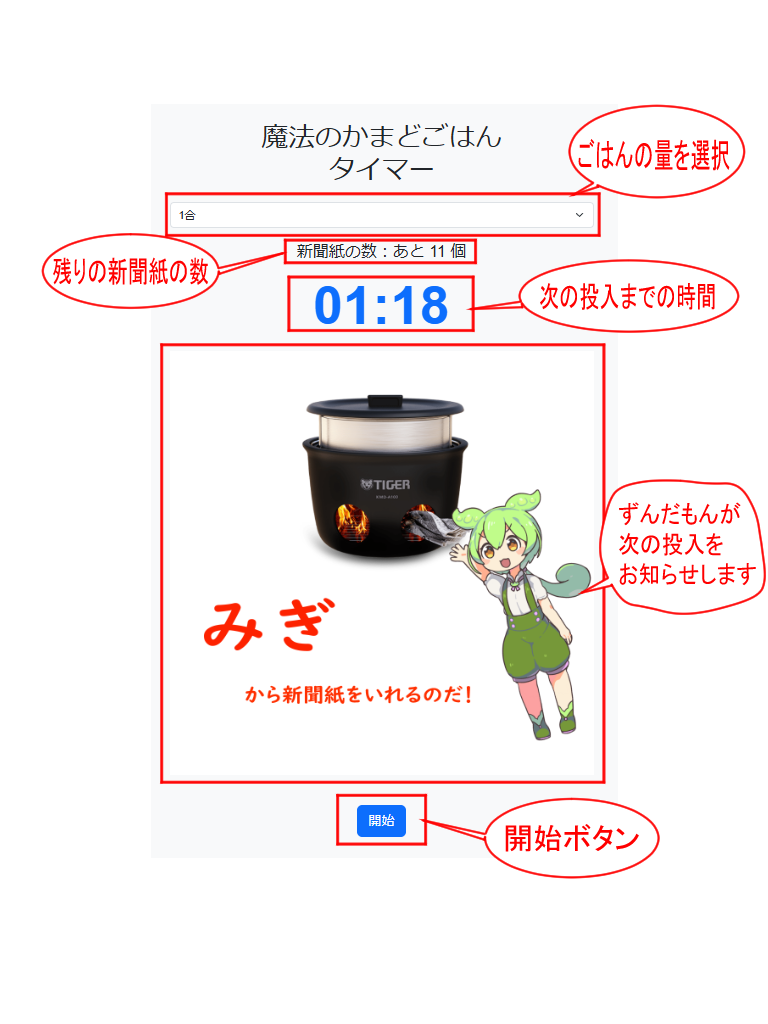 魔法のかまどごはん
タイマー
ごはんの量を選択
1合
残りの新聞紙の数
新聞紙の数：あと 11 個
01:18
次の投入までの時間
TIGER
ずんだもんが
次の投入を
お知らせします
みぎ
から新聞紙をいれるのだ!
開始
開始ボタン